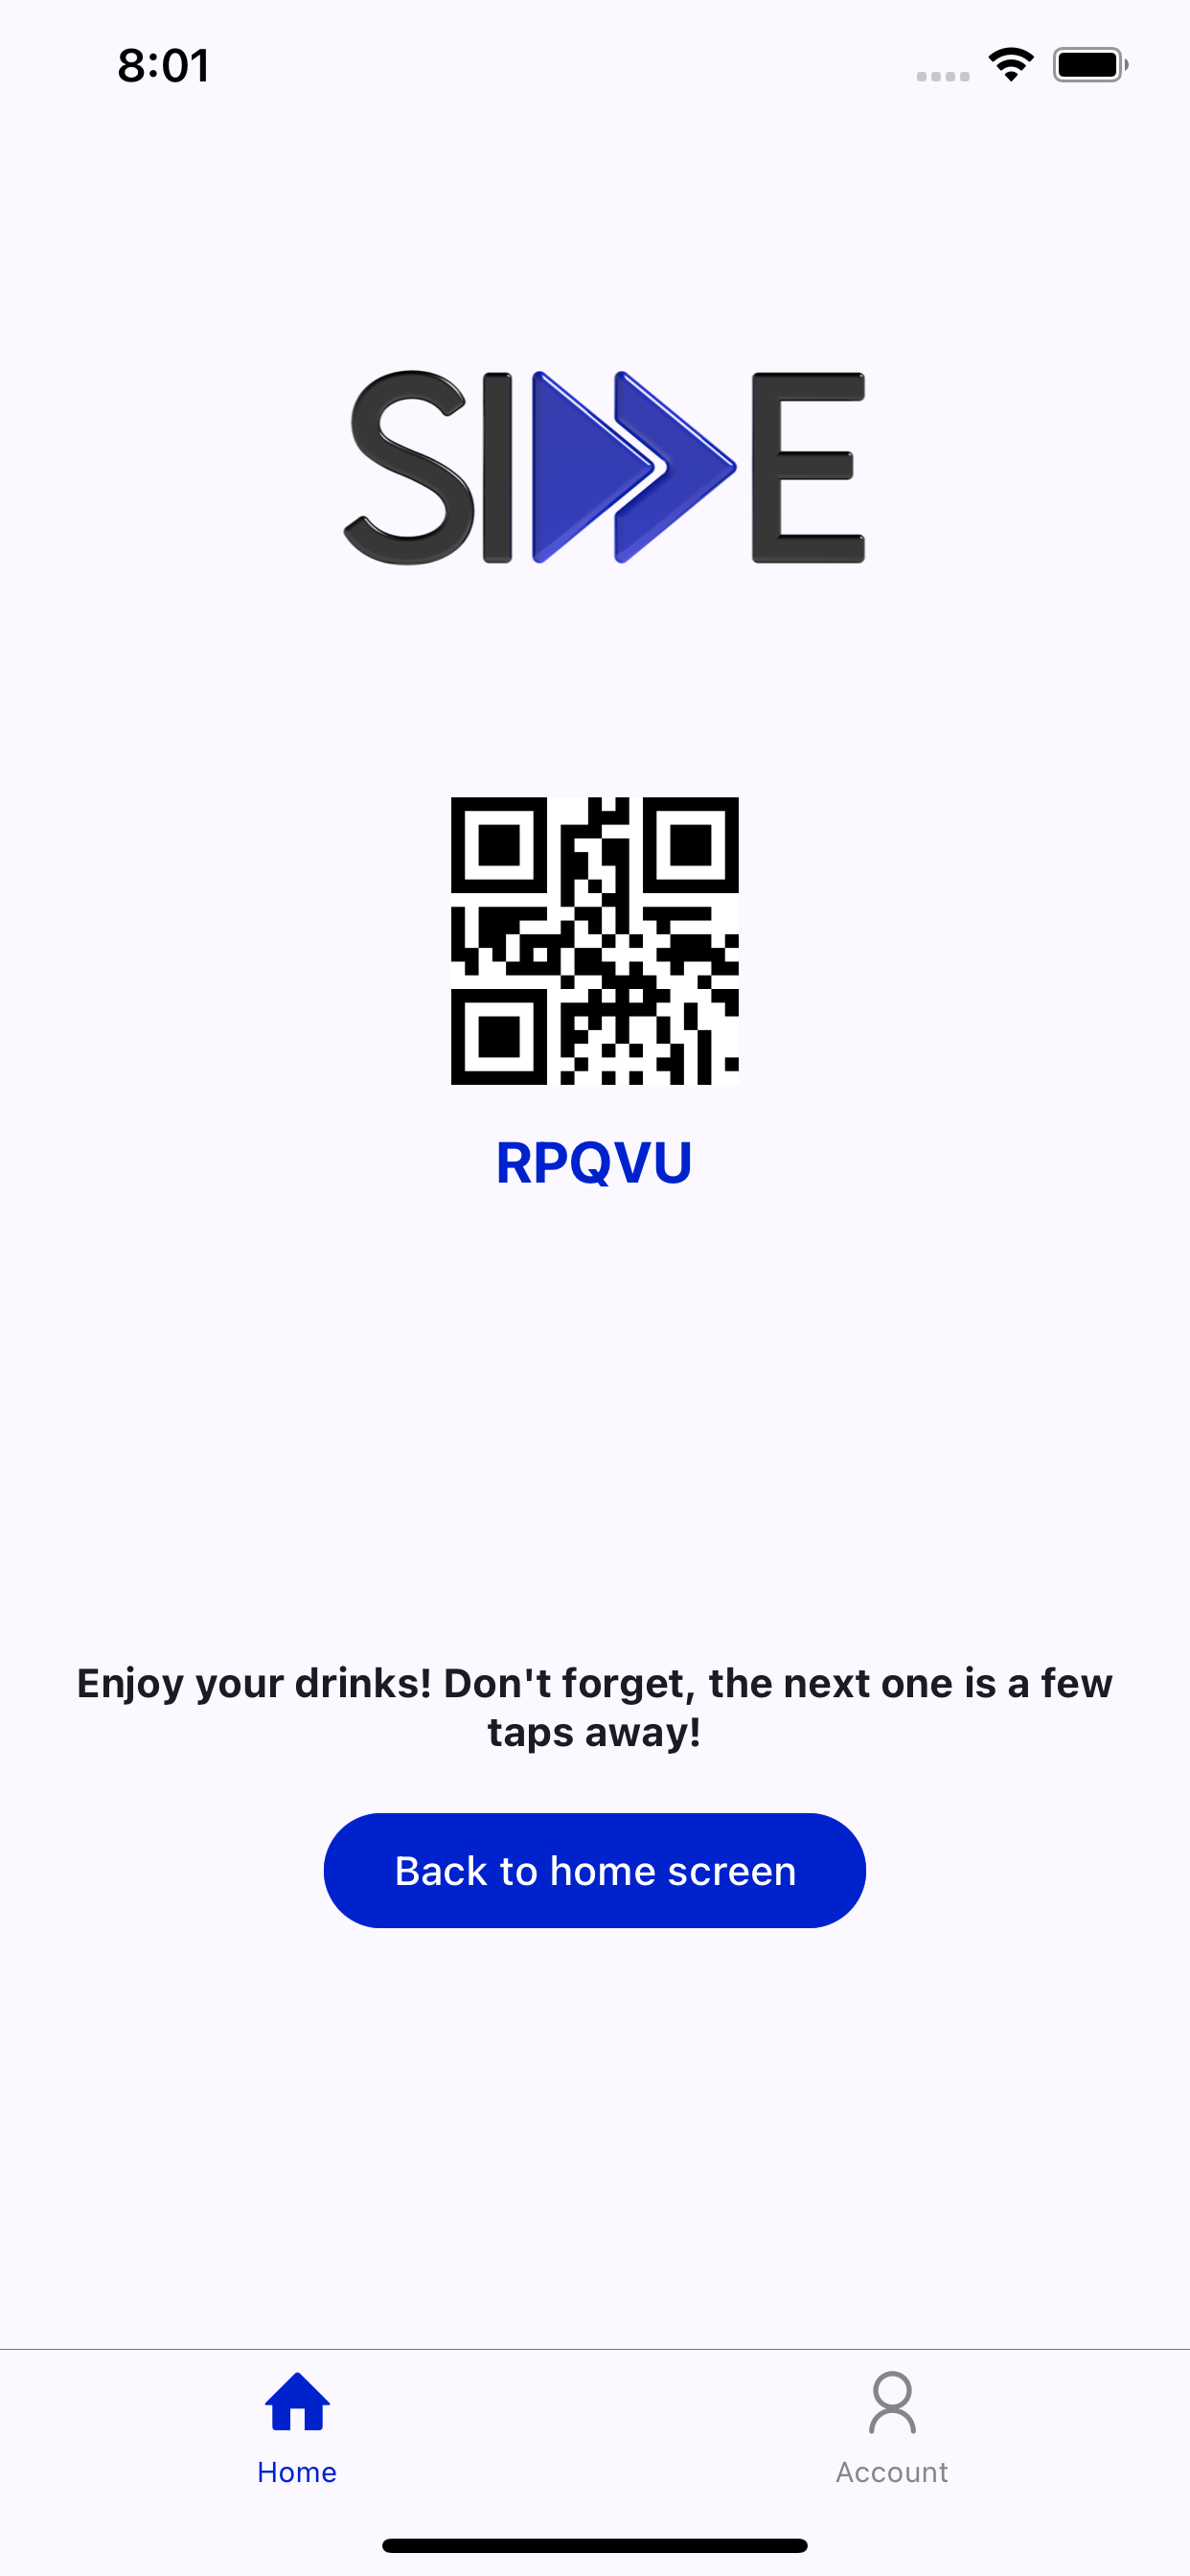 8:01
SIDE
RPQVU
Enjoy your drinks! Don't forget, the next one is a few
taps away!
Back to home screen
Home
Account